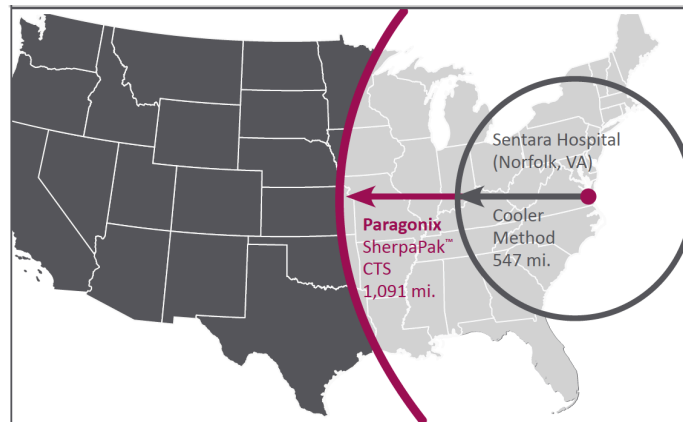 Sentara Hospital
(Norfolk, VA)
Cooler
Method
547 mi.
Paragonix
SherpaPak™
CTS
1,091 mi.